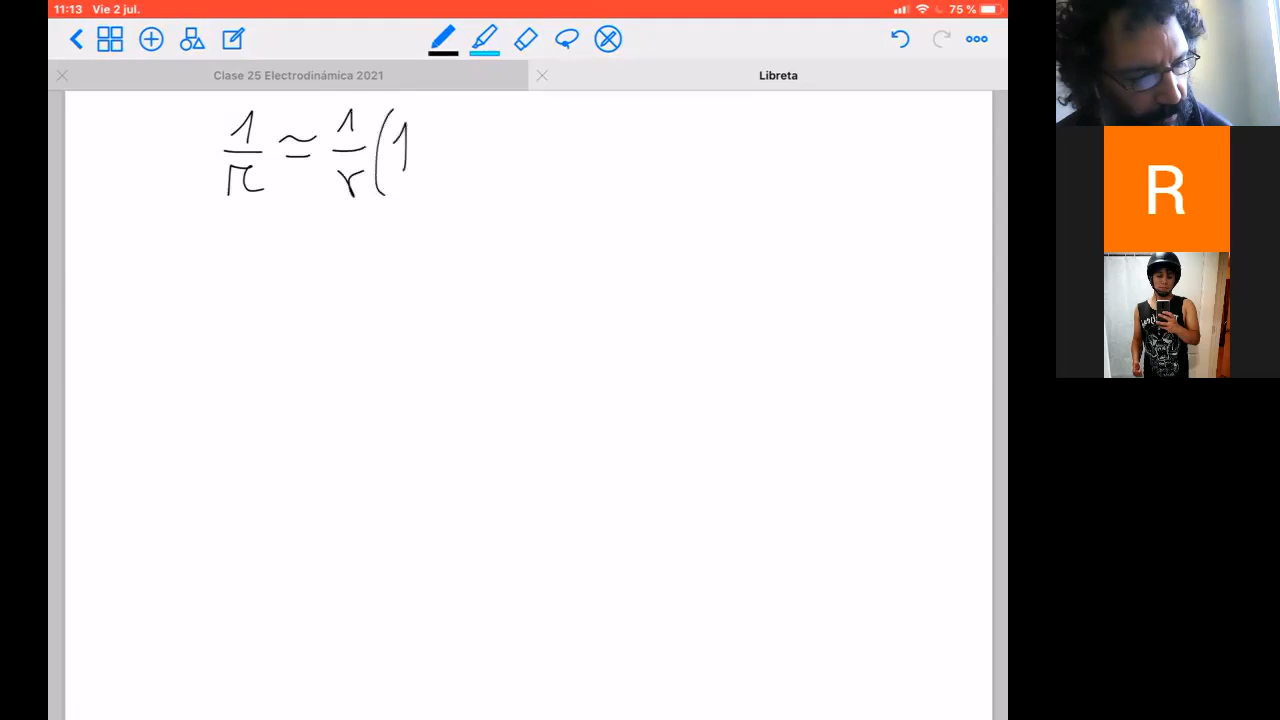 11:13 Vie 2 jul. 75 %
Clase 25 Electrodinámica 2021 Libreta
1/r ≃ 1/r (1
R